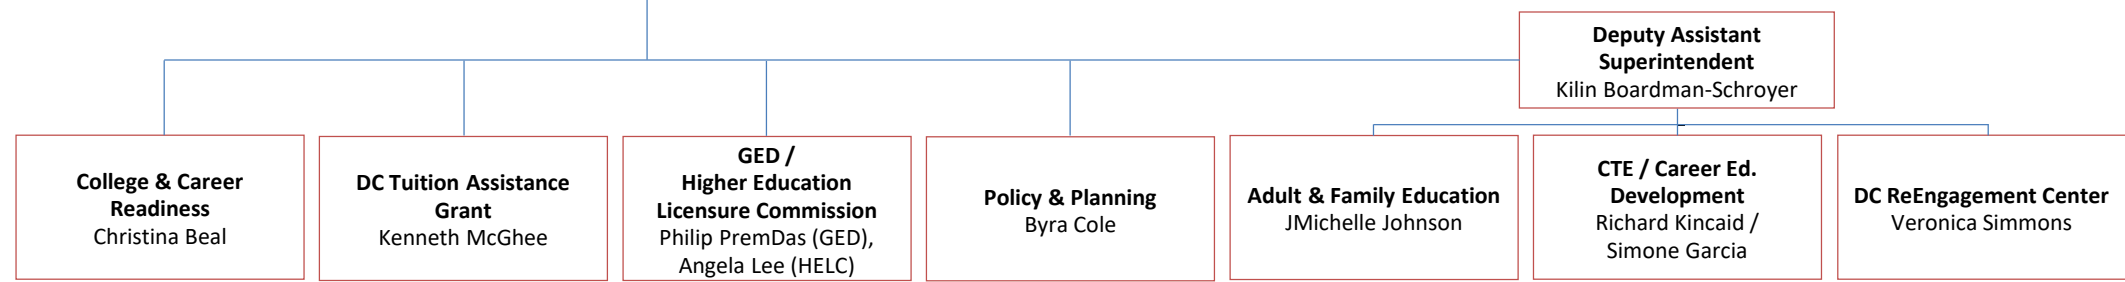 Deputy Assistant
Superintendent
Kilin Boardman-Schroyer
College & Career
Readiness
Christina Beal
DC Tuition Assistance
Grant
Kenneth McGhee
GED /
Higher Education
Licensure Commission
Philip PremDas (GED),
Angela Lee (HELC)
Policy & Planning
Byra Cole
Adult & Family Education
JMichelle Johnson
CTE / Career Ed.
Development
Richard Kincaid /
Simone Garcia
DC ReEngagement Center
Veronica Simmons